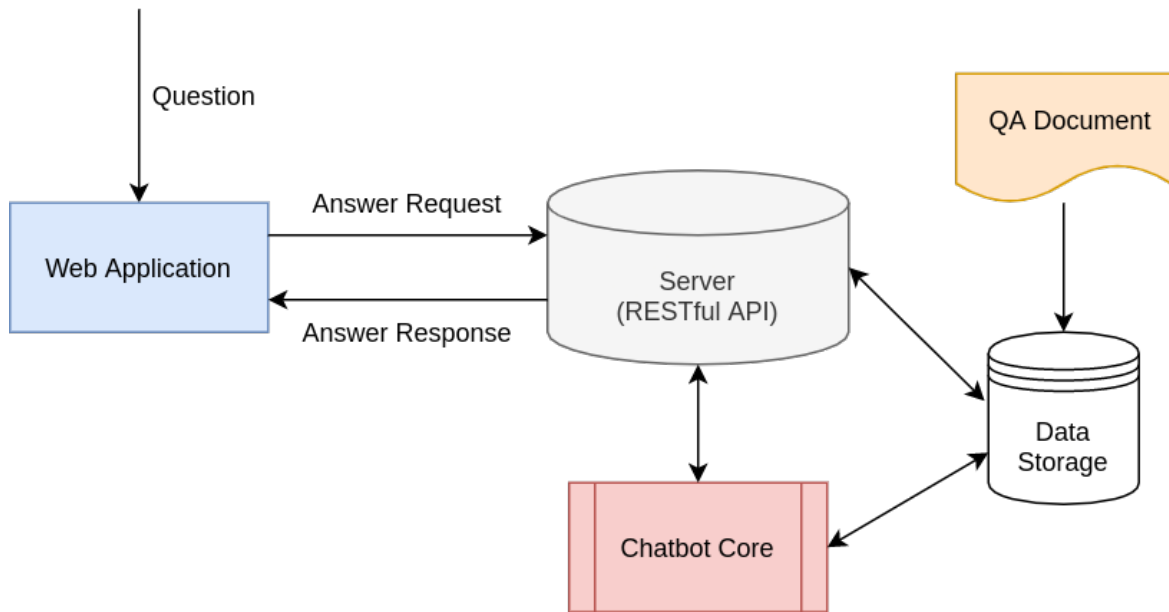 Question
QA Document
Answer Request
Web Application
Server
(RESTful API)
Answer Response
Data
Storage
Chatbot Core